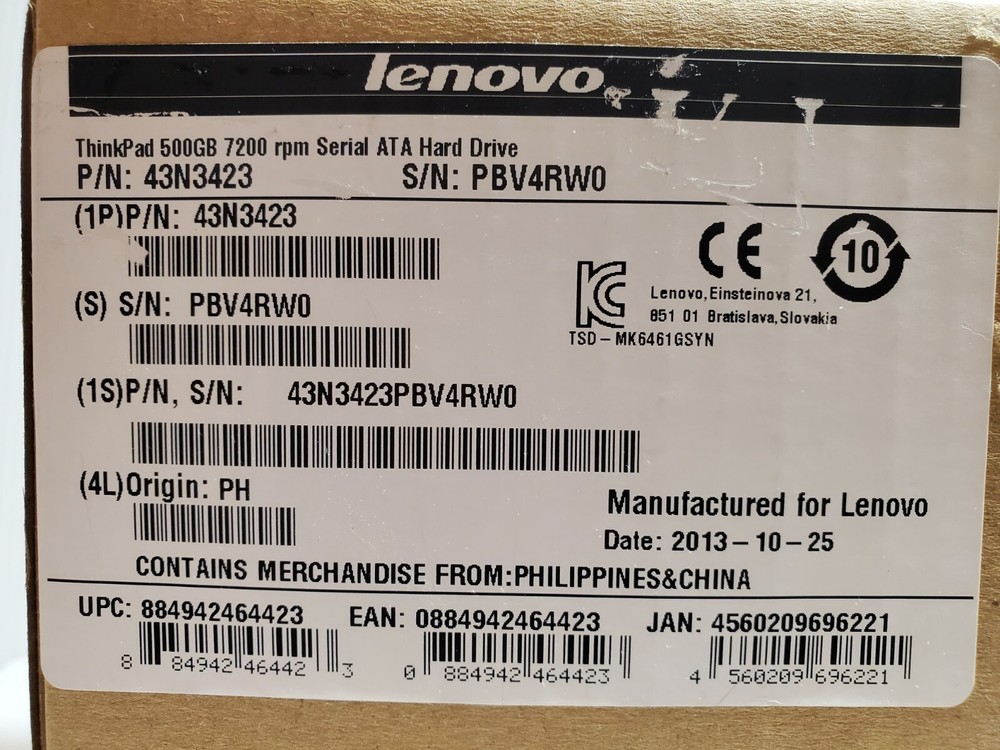 lenovo
ThinkPad 500GB 7200 rpm Serial ATA Hard Drive
P/N: 43N3423 S/N: PBV4RW0
(1P)P/N: 43N3423
(S) S/N: PBV4RW0
(1S)P/N, S/N: 43N3423PBV4RW0
(4L)Origin: PH
CE
10
Lenovo,Einsteinova 21,
851 01 Bratislava,Slovakia
TSD-MK6461GSYN
Manufactured for Lenovo
Date: 2013-10-25
CONTAINS MERCHANDISE FROM:PHILIPPINES&CHINA
UPC: 884942464423 EAN: 0884942464423 JAN: 4560209696221
8 84942 46442 3 0 884942 464423 4 560209 696221